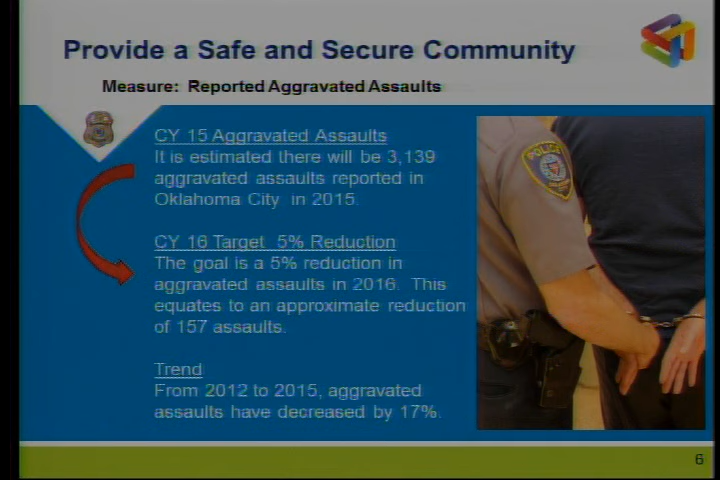 Provide a Safe and Secure Community
Measure: Reported Aggravated Assaults
CY 15 Aggravated Assaults
It is estimated there will be 3,139
aggravated assaults reported in
Oklahoma City in 2015.
CY 16 Target 5% Reduction
The goal is a 5% reduction in
aggravated assaults in 2016. This
equates to an approximate reduction
of 157 assaults.
Trend
From 2012 to 2015, aggravated
assaults have decreased by 17%.
POLICE
6